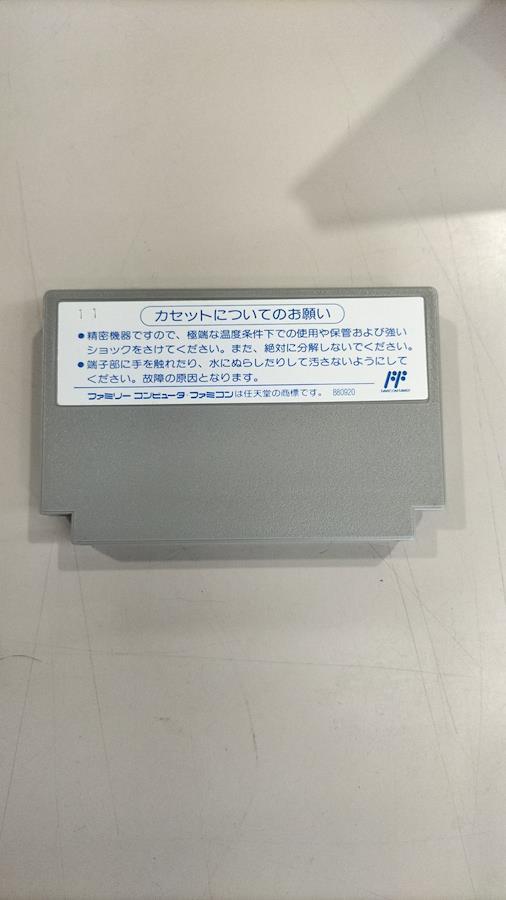 11
カセットについてのお願い
●精密機器ですので、極端な温度条件下での使用や保管および強い
ショックをさけてください。また、絶対に分解しないでください。
●端子部に手を触れたり、水にぬらしたりして汚さないようにして
ください。故障の原因となります。
ファミリーコンピュータ・ファミコンは任天堂の商標です。 880920